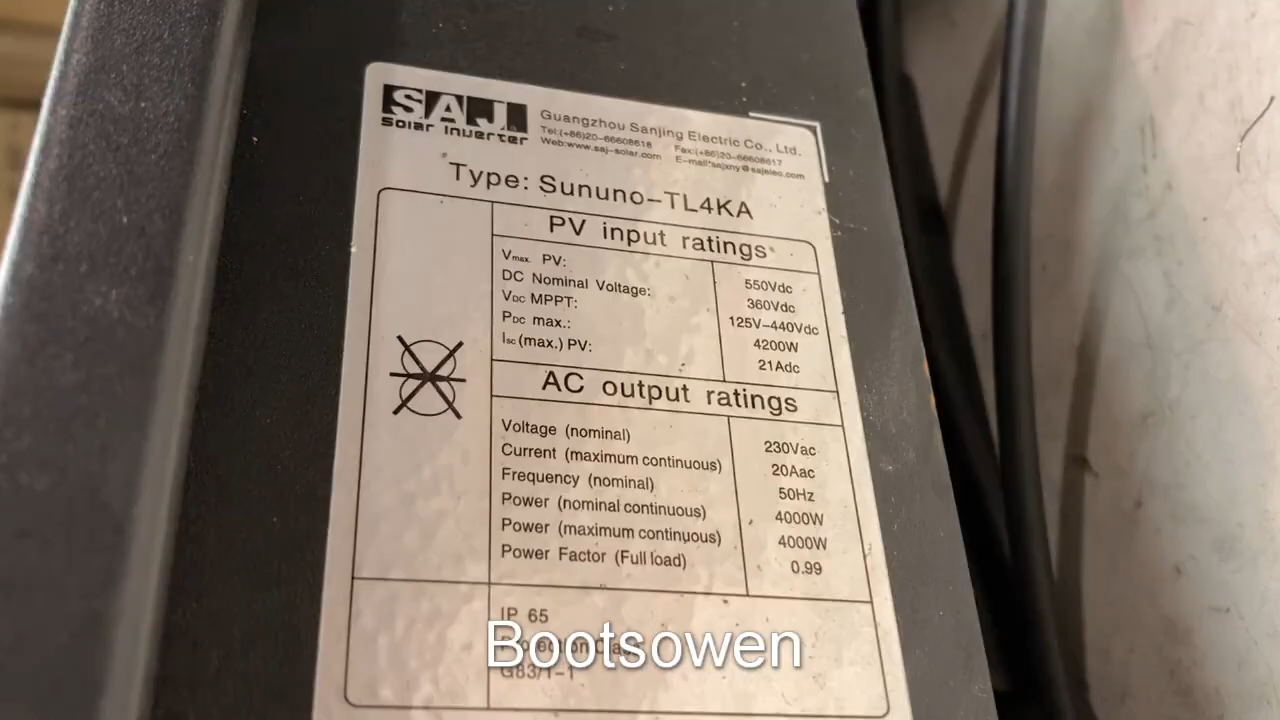 SAJ
Solar Inverter
Guangzhou Sanjing Electric Co., Ltd.
Tel:(+86)20-66608618 Fax:(+86)20-66608617
Web:www.saj-solar.com E-mail:sajxny@sajelec.com
Type: Sununo-TL4KA
PV input ratings
Vmax. PV: 550Vdc
DC Nominal Voltage: 360Vdc
VDC MPPT: 125V-440Vdc
PDC max.: 4200W
Isc (max.) PV: 21Adc
AC output ratings
Voltage (nominal) 230Vac
Current (maximum continuous) 20Aac
Frequency (nominal) 50Hz
Power (nominal continuous) 4000W
Power (maximum continuous) 4000W
Power Factor (Full load) 0.99
IP 65
Bootsowen
G83/1-1